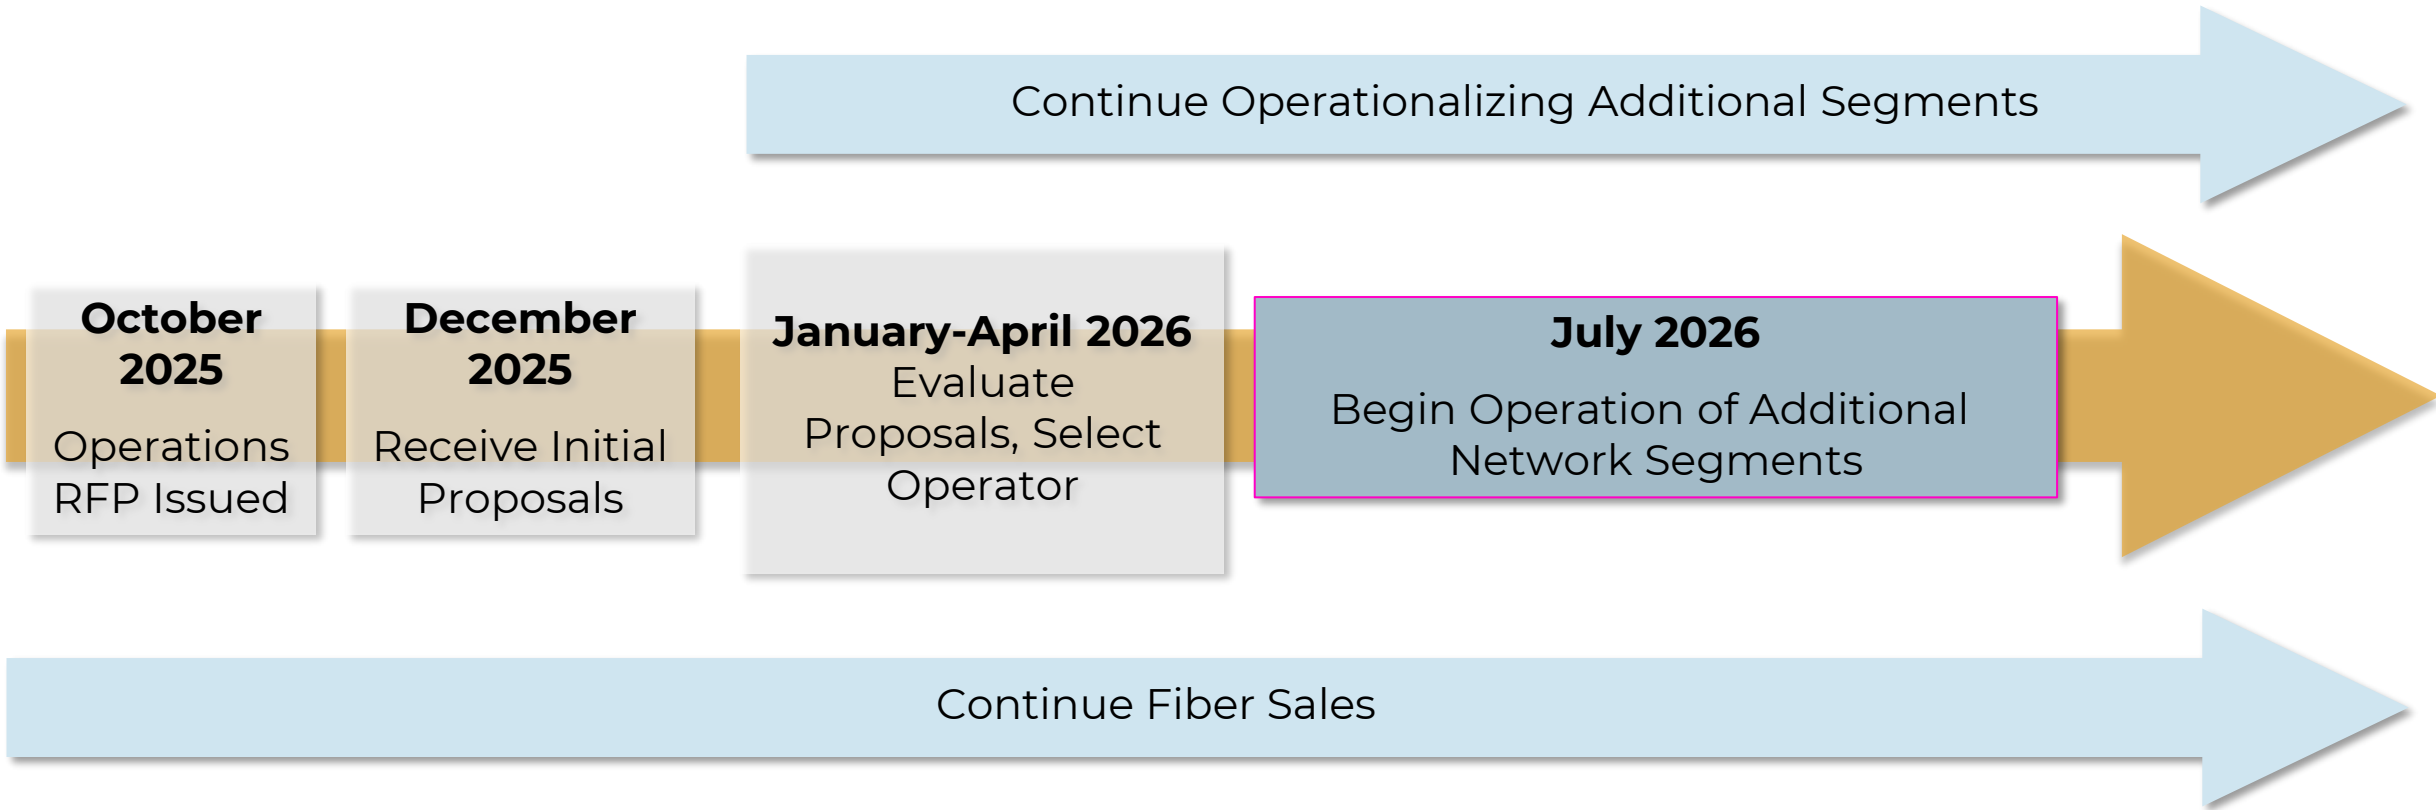 Continue Operationalizing Additional Segments
October
2025
Operations
RFP Issued
December
2025
Receive Initial
Proposals
January-April 2026
Evaluate
Proposals, Select
Operator
July 2026
Begin Operation of Additional
Network Segments
Continue Fiber Sales